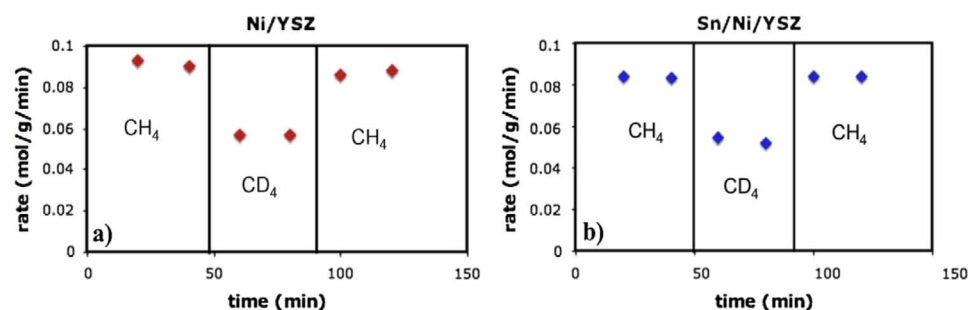 Ni/YSZ
rate (mol/g/min)
0.1
0.08
0.06
0.04
0.02
0
CH4
CD4
CH4
a)
0
50
100
150
time (min)
Sn/Ni/YSZ
rate (mol/g/min)
0.1
0.08
0.06
0.04
0.02
0
CH4
CD4
CH4
b)
0
50
100
150
time (min)